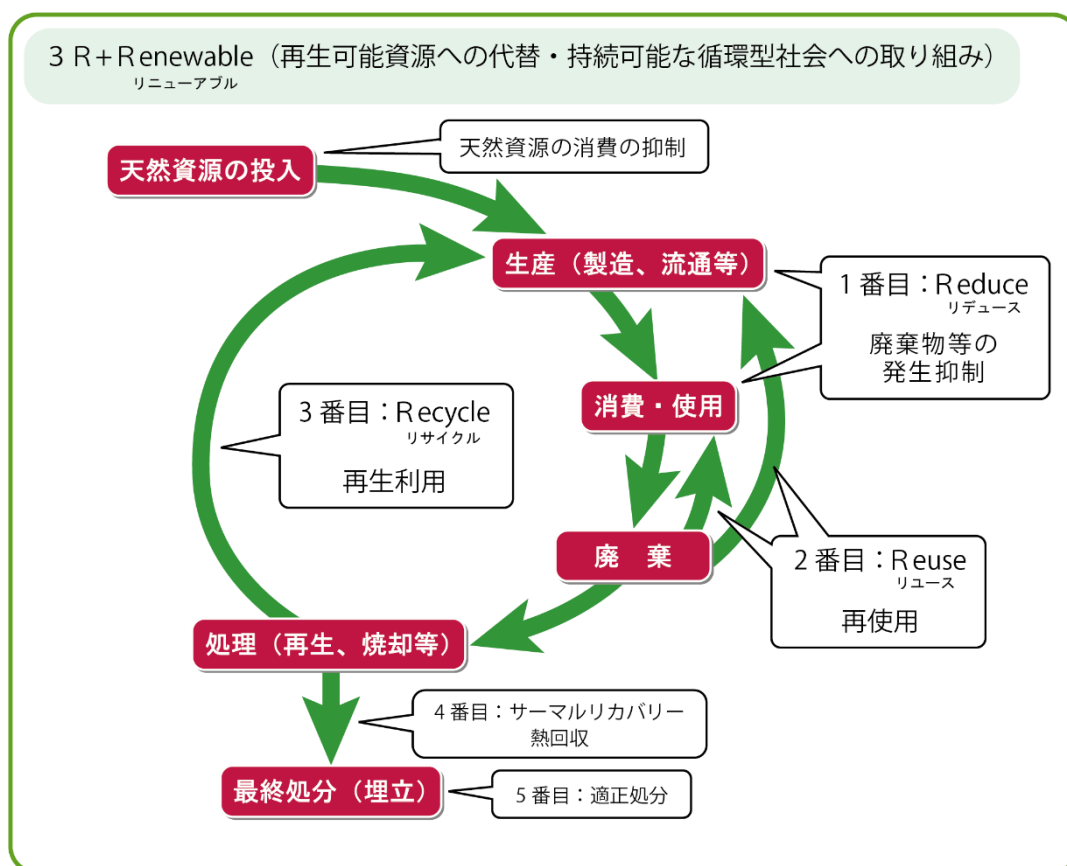 3 R+Renewable（再生可能資源への代替・持続可能な循環型社会への取り組み）
リニューアブル
天然資源の消費の抑制
天然資源の投入
生産（製造、流通等）
1番目：Reduce
リデュース
廃棄物等の
発生抑制
消費・使用
3番目：Recycle
リサイクル
再生利用
廃　棄
2番目：Reuse
リユース
再使用
処理（再生、焼却等）
4番目：サーマルリカバリー
熱回収
最終処分（埋立）
5番目：適正処分